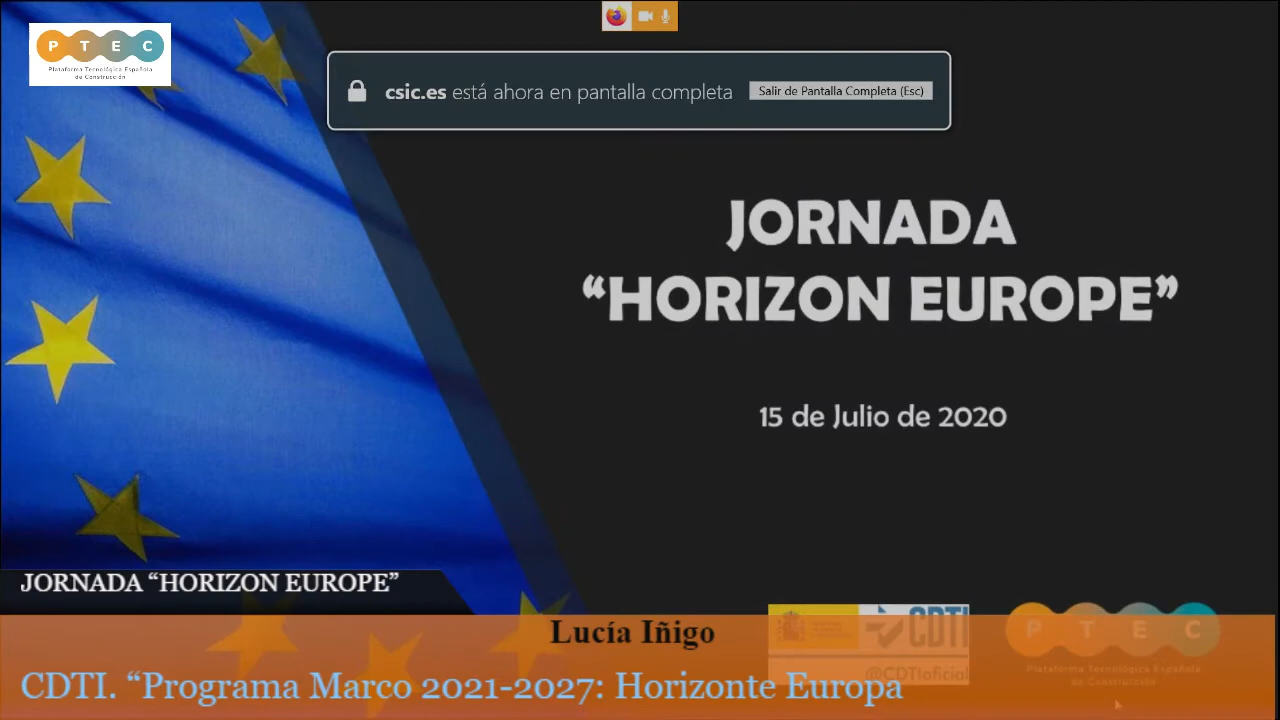 P T E C
Plataforma Tecnológica Española
de Construcción
csic.es está ahora en pantalla completa Salir de Pantalla Completa (Esc)
JORNADA
“HORIZON EUROPE”
15 de Julio de 2020
JORNADA “HORIZON EUROPE”
Lucía Iñigo
CDTI
@CDTIoficial
P T E C
Plataforma Tecnológica Española
de Construcción
CDTI. “Programa Marco 2021-2027: Horizonte Europa